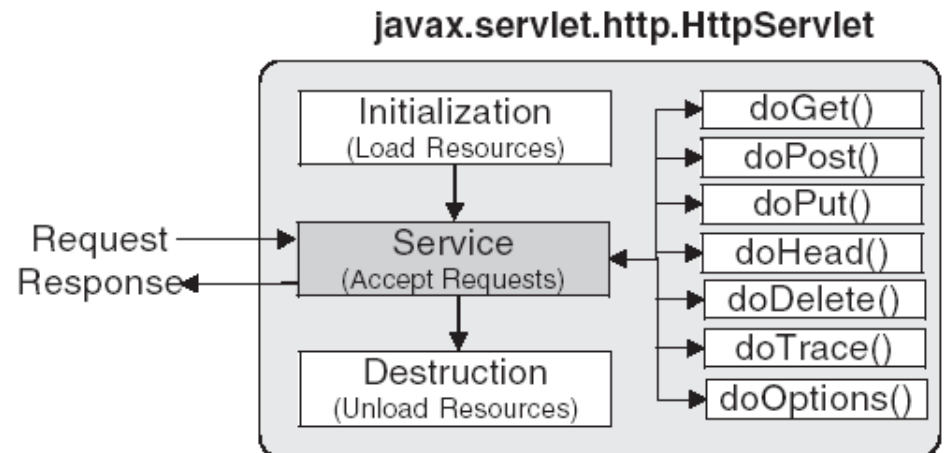 javax.servlet.http.HttpServlet
Initialization
(Load Resources)
Request
Response
Service
(Accept Requests)
Destruction
(Unload Resources)
doGet()
doPost()
doPut()
doHead()
doDelete()
doTrace()
doOptions()